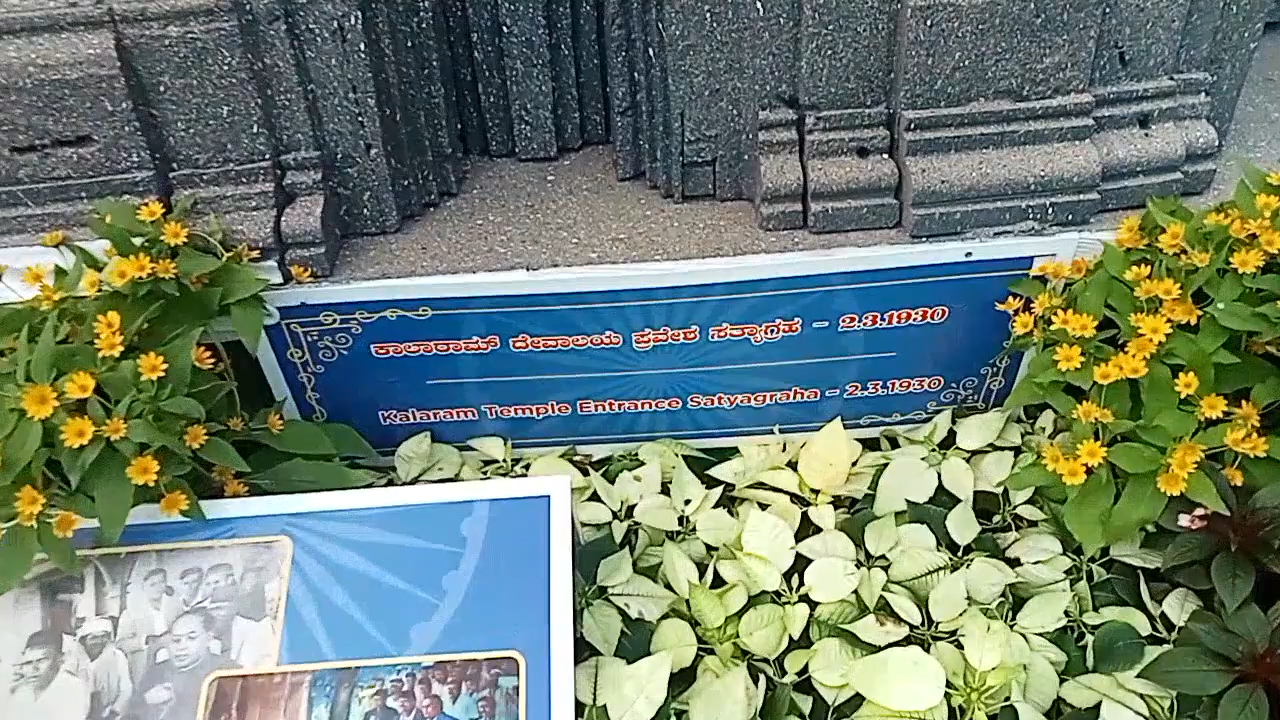 ಕಾಲಾರಾಮ್ ದೇವಾಲಯ ಪ್ರವೇಶ ಸತ್ಯಾಗ್ರಹ - 2.3.1930
Kalaram Temple Entrance Satyagraha - 2.3.1930